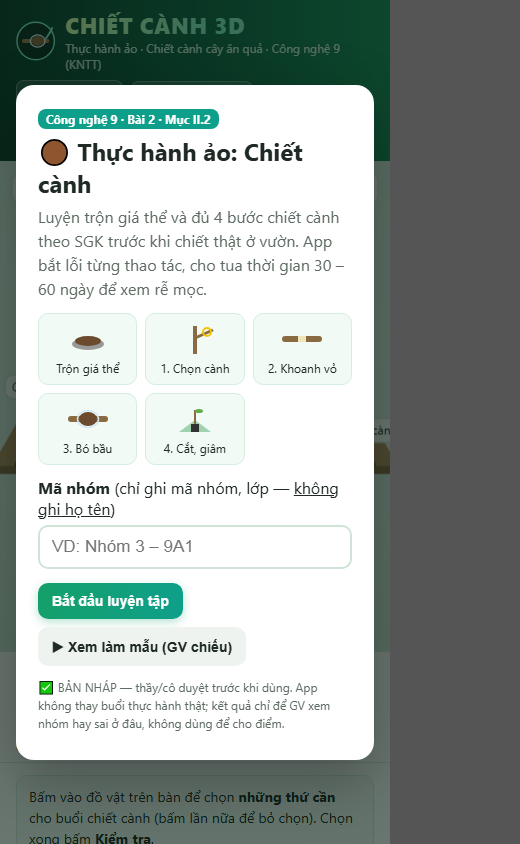 CHIẾT CÀNH 3D
Thực hành ảo · Chiết cành cây ăn quả · Công nghệ 9
(KNTT)
Công nghệ 9 · Bài 2 · Mục II.2
Thực hành ảo: Chiết
cành
Luyện trộn giá thể và đủ 4 bước chiết cành
theo SGK trước khi chiết thật ở vườn. App
bắt lỗi từng thao tác, cho tua thời gian 30 –
60 ngày để xem rễ mọc.
Trộn giá thể
1. Chọn cành
2. Khoanh vỏ
3. Bó bầu
4. Cắt, giâm
Mã nhóm (chỉ ghi mã nhóm, lớp — không
ghi họ tên)
VD: Nhóm 3 – 9A1
Bắt đầu luyện tập
▶ Xem làm mẫu (GV chiếu)
✅ BẢN NHÁP — thầy/cô duyệt trước khi dùng. App
không thay buổi thực hành thật; kết quả chỉ để GV xem
nhóm hay sai ở đâu, không dùng để cho điểm.
Bấm vào đồ vật trên bàn để chọn những thứ cần
cho buổi chiết cành (bấm lần nữa để bỏ chọn). Chọn
xong bấm Kiểm tra.